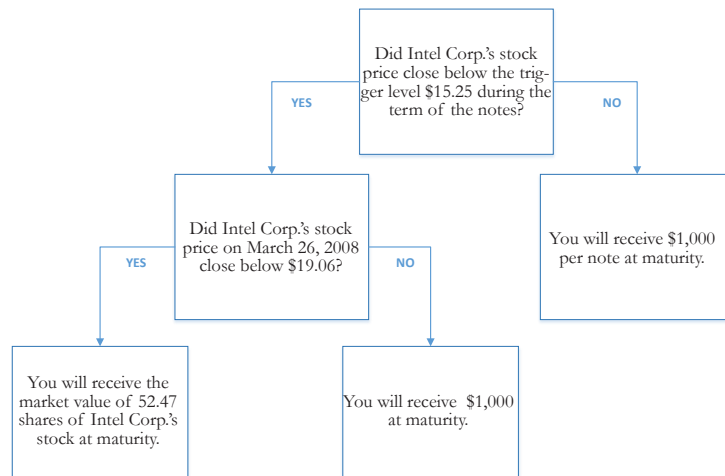 Did Intel Corp.'s stock
price close below the trig-
ger level $15.25 during the
term of the notes?
YES
NO
Did Intel Corp.'s stock
price on March 26, 2008
close below $19.06?
You will receive $1,000
per note at maturity.
YES
NO
You will receive the
market value of 52.47
shares of Intel Corp.'s
stock at maturity.
You will receive $1,000
at maturity.